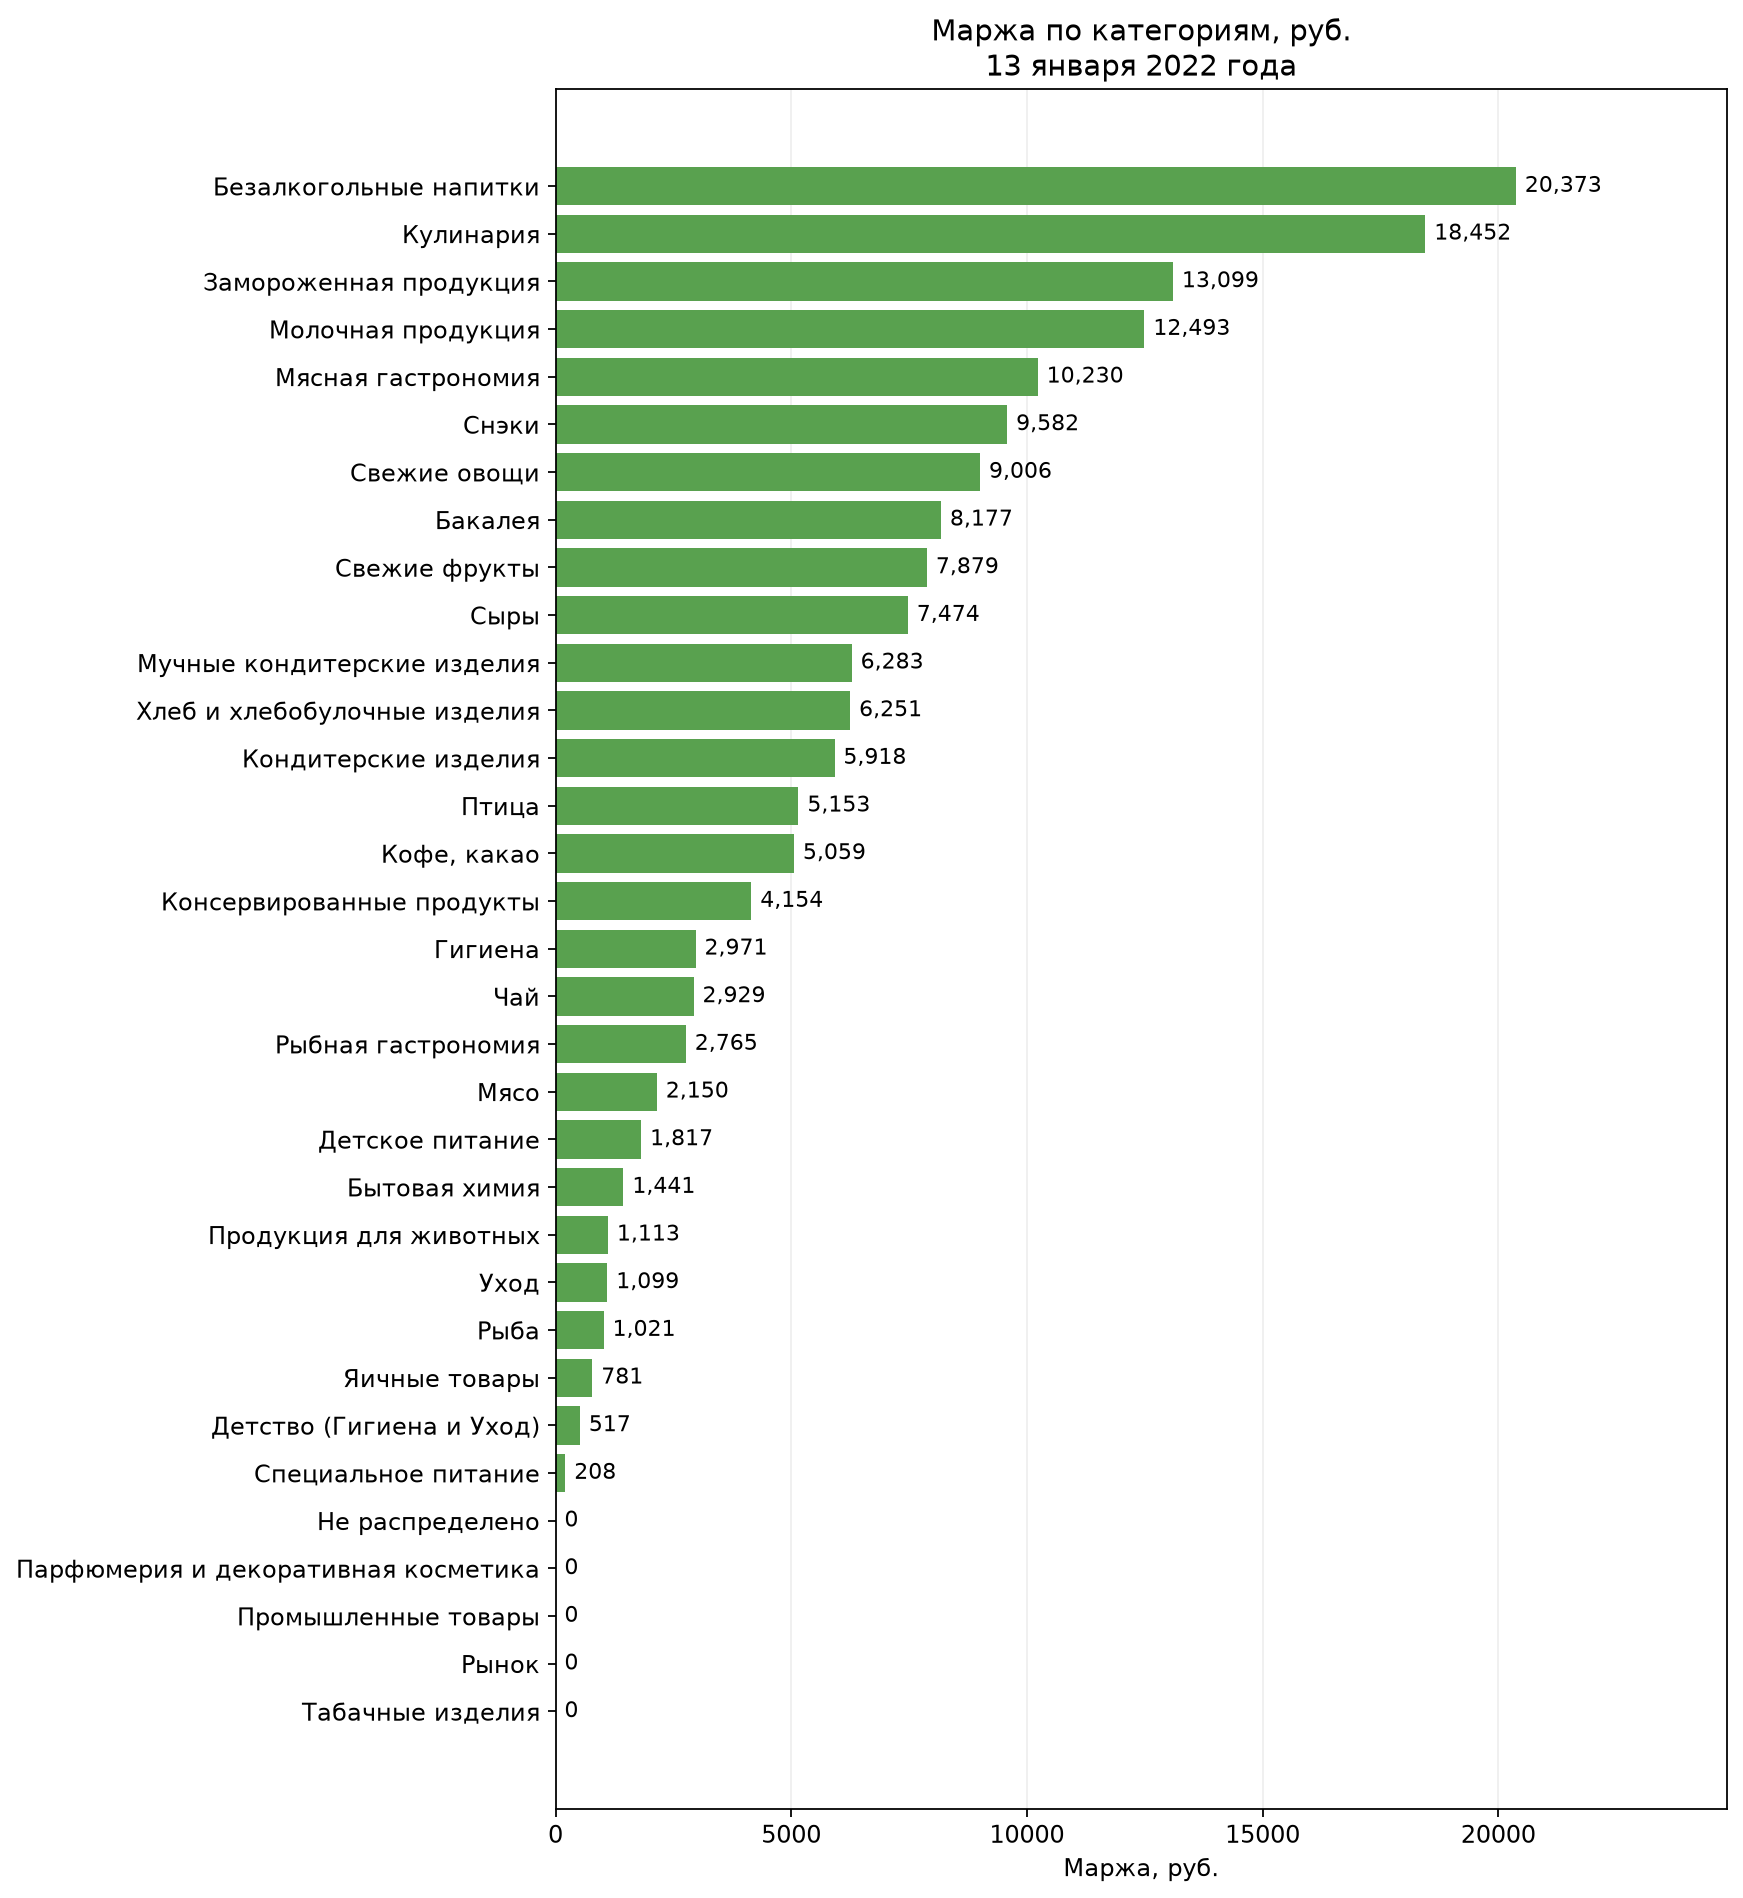 Маржа по категориям, руб.
13 января 2022 года
Безалкогольные напитки 20,373
Кулинария 18,452
Замороженная продукция 13,099
Молочная продукция 12,493
Мясная гастрономия 10,230
Снэки 9,582
Свежие овощи 9,006
Бакалея 8,177
Свежие фрукты 7,879
Сыры 7,474
Мучные кондитерские изделия 6,283
Хлеб и хлебобулочные изделия 6,251
Кондитерские изделия 5,918
Птица 5,153
Кофе, какао 5,059
Консервированные продукты 4,154
Гигиена 2,971
Чай 2,929
Рыбная гастрономия 2,765
Мясо 2,150
Детское питание 1,817
Бытовая химия 1,441
Продукция для животных 1,113
Уход 1,099
Рыба 1,021
Яичные товары 781
Детство (Гигиена и Уход) 517
Специальное питание 208
Не распределено 0
Парфюмерия и декоративная косметика 0
Промышленные товары 0
Рынок 0
Табачные изделия 0
0 5000 10000 15000 20000
Маржа, руб.